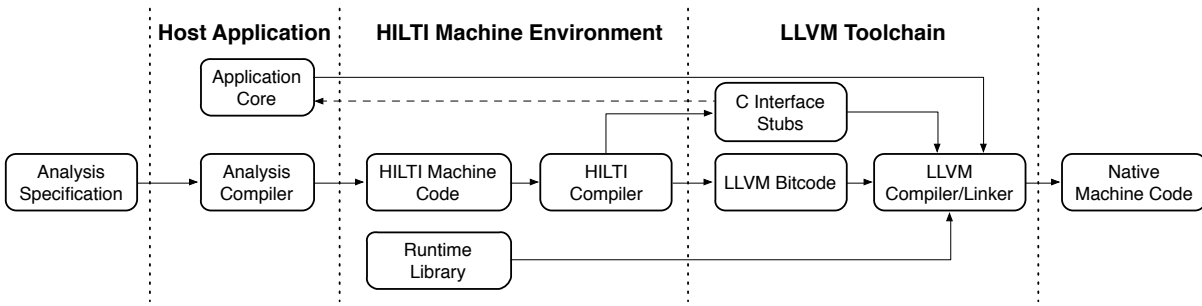 Host Application
HILTI Machine Environment
LLVM Toolchain
Application
Core
C Interface
Stubs
Analysis
Specification
Analysis
Compiler
HILTI Machine
Code
HILTI
Compiler
LLVM Bitcode
LLVM
Compiler/Linker
Native
Machine Code
Runtime
Library